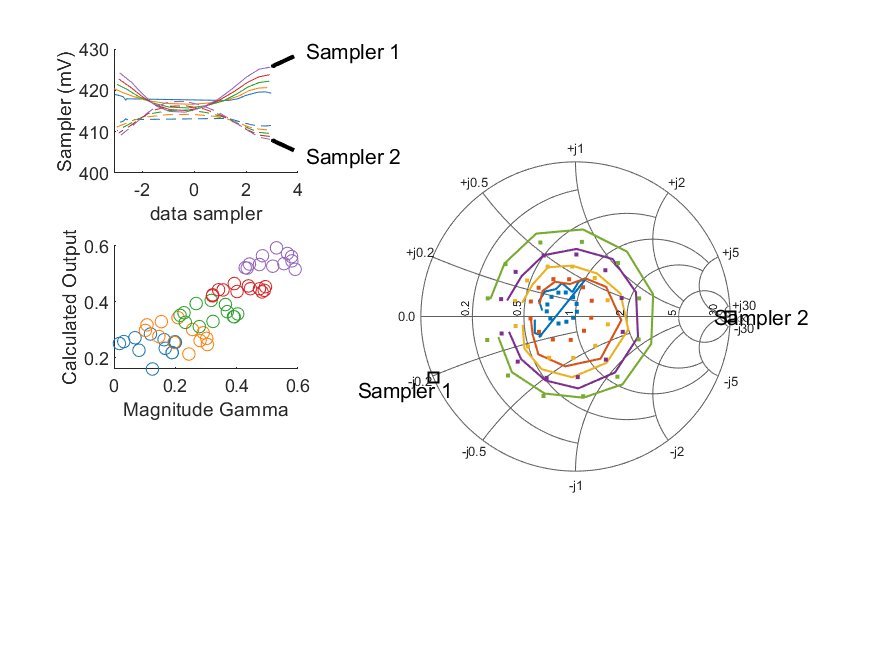 430
420
410
400
Sampler (mV)
-2
0
2
4
data sampler
Sampler 1
Sampler 2
0.6
0.4
0.2
Calculated Output
0
0.2
0.4
0.6
Magnitude Gamma
+j1
+j0.5
+j2
+j0.2
+j5
0.0
0.2
0.5
1
2
5
30
+j30
-j30
Sampler 2
-0.2
Sampler 1
-j5
-j0.5
-j2
-j1